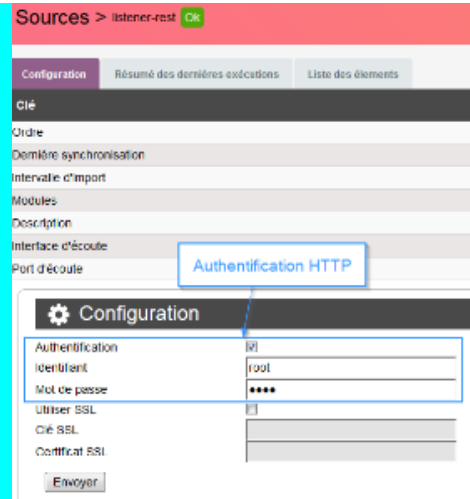 Sources > listener-rest Ok
Configuration Résumé des dernières exécutions Liste des élements
Clé
Ordre
Dernière synchronisation
Intervalle d'import
Modules
Description
Interface d'écoute
Port d'écoute
Authentification HTTP
Configuration
Authentification
Identifiant root
Mot de passe ••••
Utiliser SSL
Clé SSL
Certificat SSL
Envoyer